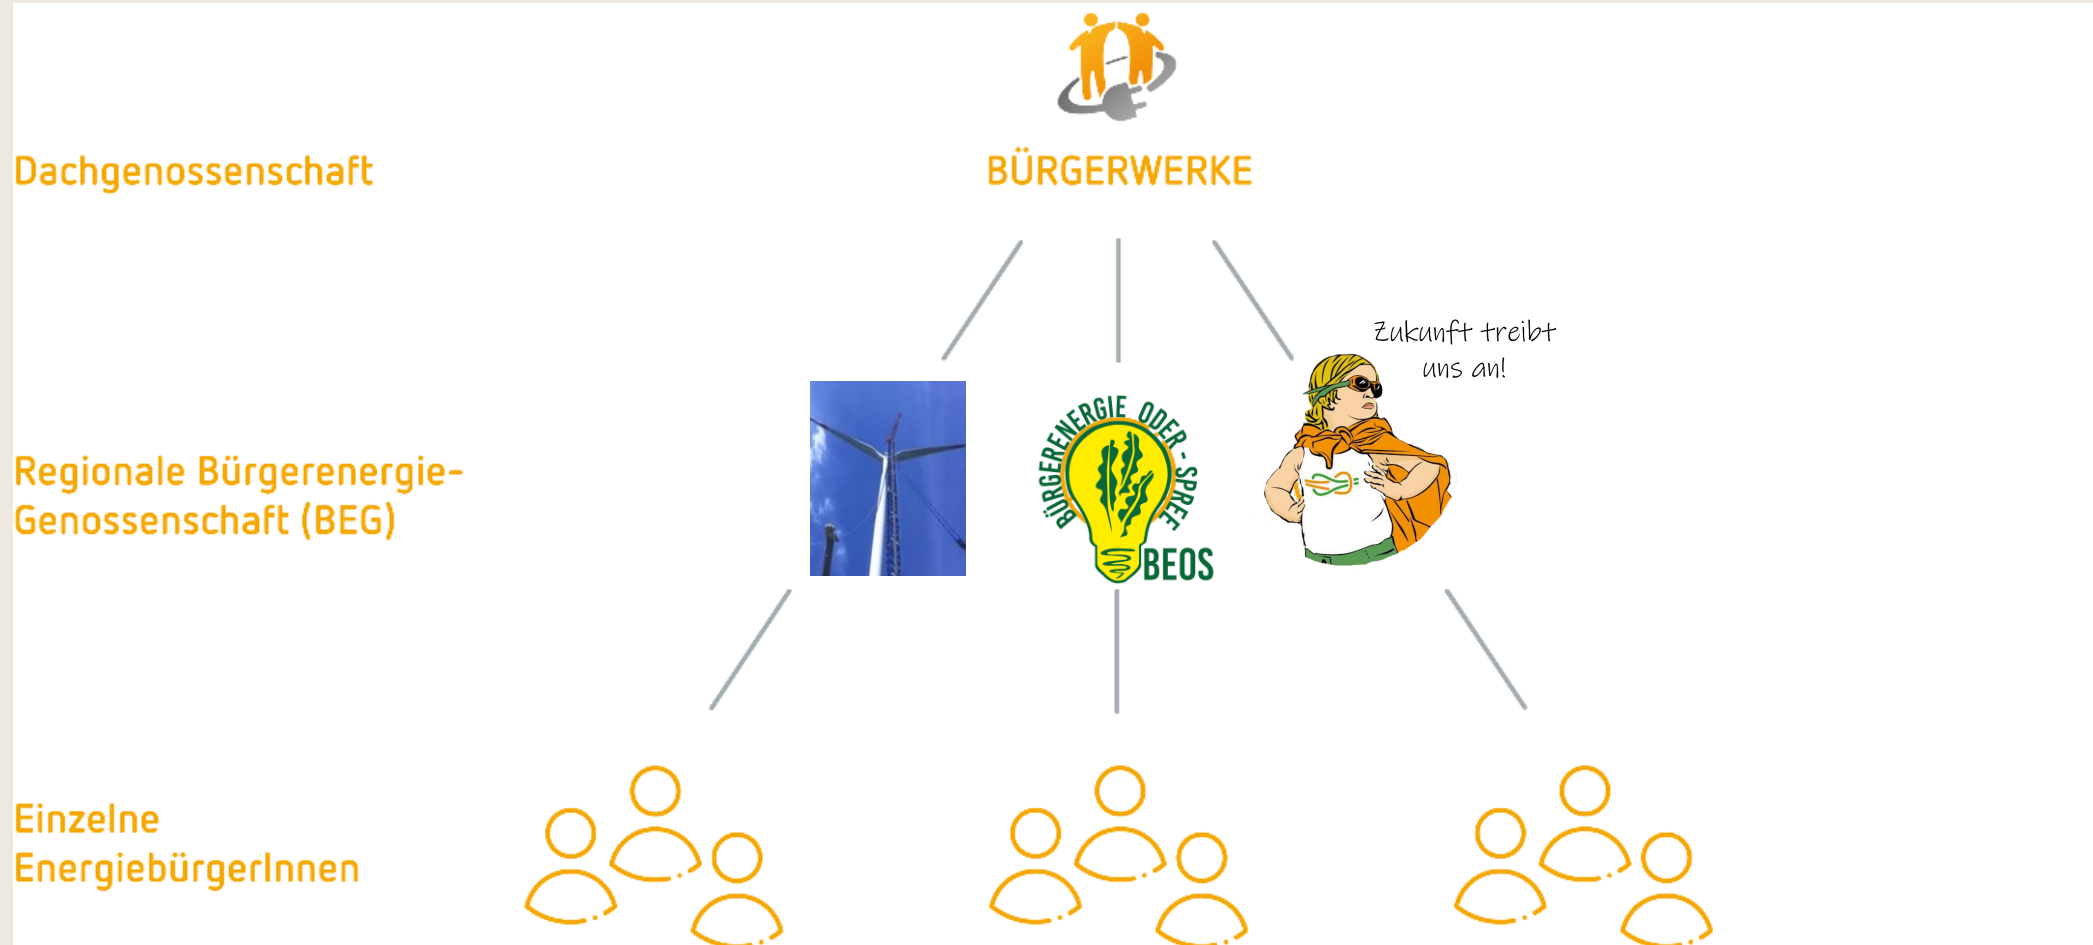 Dachgenossenschaft
BÜRGERWERKE
Zukunft treibt
uns an!
Regionale Bürgerenergie-
Genossenschaft (BEG)
BÜRGERENERGIE ODER-SPREE
BEOS
Einzelne
EnergiebürgerInnen